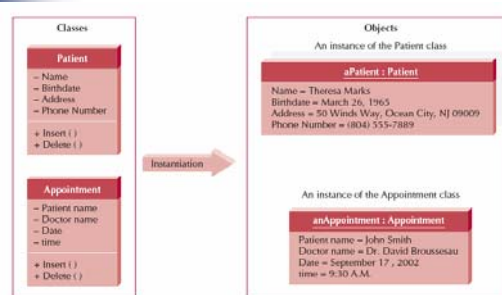 Classes
Patient
– Name
– Birthdate
– Address
– Phone Number
+ Insert ( )
+ Delete ( )
Appointment
– Patient name
– Doctor name
– Date
– time
+ Insert ( )
+ Delete ( )
Instantiation
Objects
An instance of the Patient class
aPatient : Patient
Name = Theresa Marks
Birthdate = March 26, 1965
Address = 50 Winds Way, Ocean City, NJ 09009
Phone Number = (804) 555-7889
An instance of the Appointment class
anAppointment : Appointment
Patient name = John Smith
Doctor name = Dr. David Broussesau
Date = September 17 , 2002
time = 9:30 A.M.